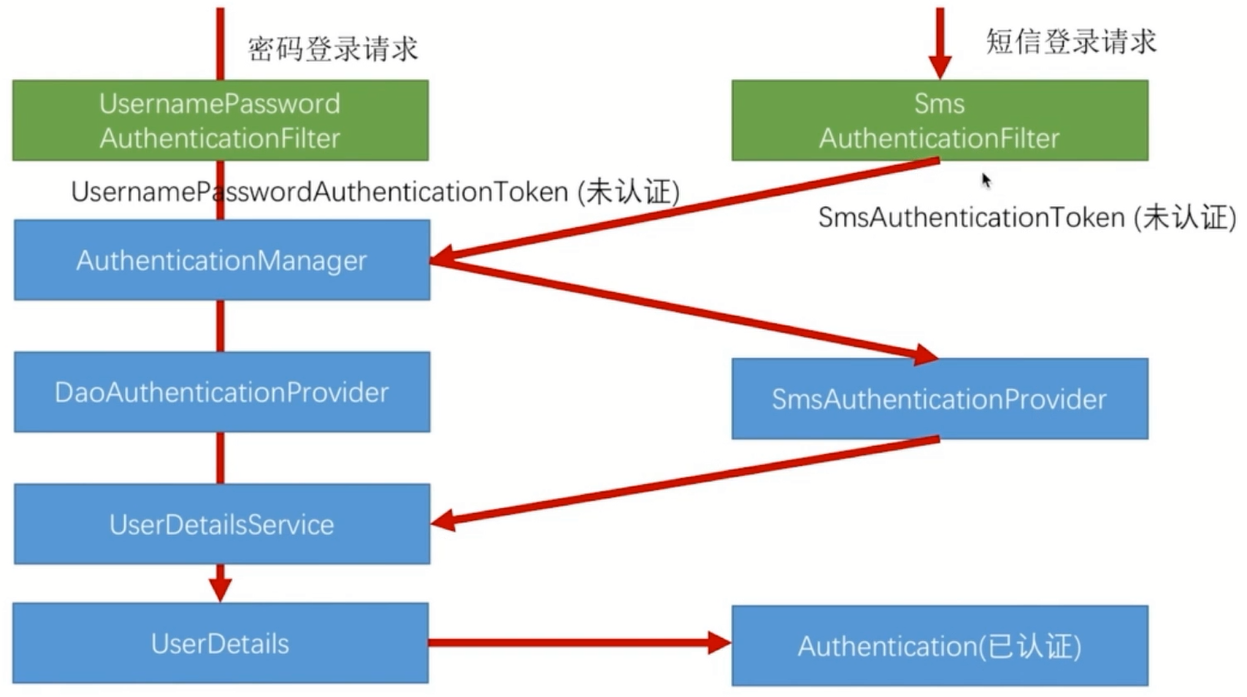 密码登录请求
短信登录请求
UsernamePassword
AuthenticationFilter
Sms
AuthenticationFilter
UsernamePasswordAuthenticationToken (未认证)
SmsAuthenticationToken (未认证)
AuthenticationManager
DaoAuthenticationProvider
SmsAuthenticationProvider
UserDetailsService
UserDetails
Authentication(已认证)